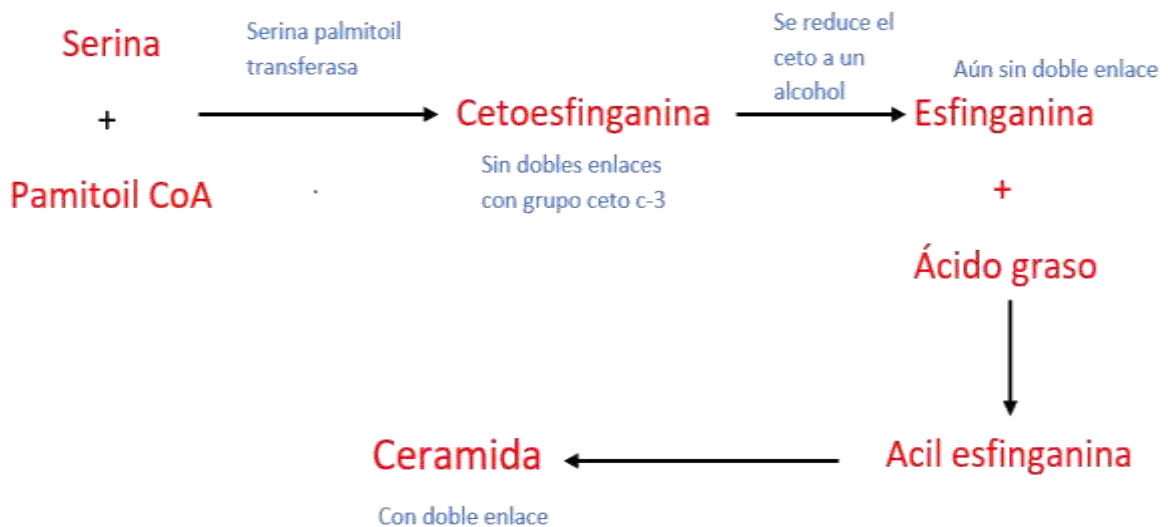 Serina
+
Pamitoil CoA
Serina palmitoil
transferasa
Cetoesfinganina
Sin dobles enlaces
con grupo ceto c-3
Se reduce el
ceto a un
alcohol
Aún sin doble enlace
Esfinganina
+
Ácido graso
Acil esfinganina
Ceramida
Con doble enlace